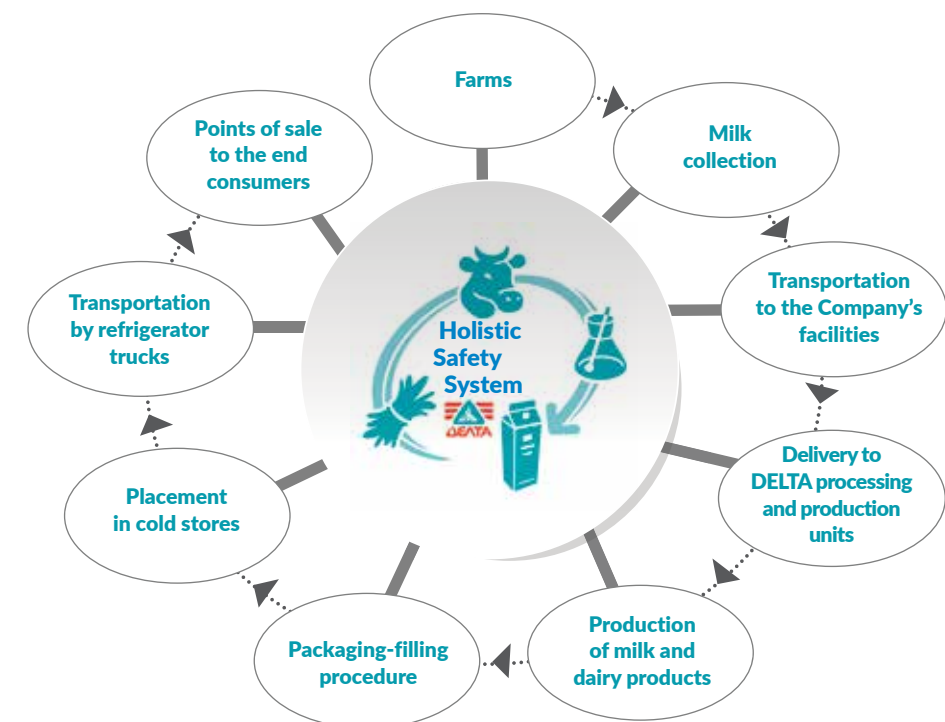 Farms
Milk
collection
Transportation
to the Company's
facilities
Delivery to
DELTA processing
and production
units
Production
of milk and
dairy products
Packaging-filling
procedure
Placement
in cold stores
Transportation
by refrigerator
trucks
Points of sale
to the end
consumers
Holistic
Safety
System
ΔΕΛΤΑ